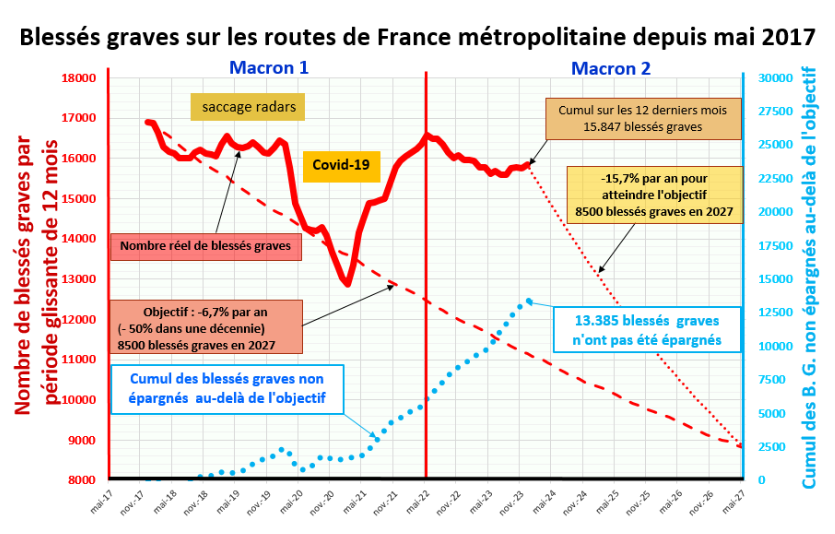 Blessés graves sur les routes de France métropolitaine depuis mai 2017
Macron 1
Macron 2
Nombre de blessés graves par
période glissante de 12 mois
18000
17000
16000
15000
14000
13000
12000
11000
10000
9000
8000
saccage radars
Covid-19
Nombre réel de blessés graves
Objectif : -6,7% par an
(- 50% dans une décennie)
8500 blessés graves en 2027
Cumul des blessés graves non
épargnés au-delà de l'objectif
Cumul sur les 12 derniers mois
15.847 blessés graves
-15,7% par an pour
atteindre l'objectif
8500 blessés graves en 2027
13.385 blessés graves
n'ont pas été épargnés
30000
27500
25000
22500
20000
17500
15000
12500
10000
7500
5000
2500
0
Cumul des B. G. non épargnés au-delà de l'objectif
mai-17
nov.-17
mai-18
nov.-18
mai-19
nov.-19
mai-20
nov.-20
mai-21
nov.-21
mai-22
nov.-22
mai-23
nov.-23
mai-24
nov.-24
mai-25
nov.-25
mai-26
nov.-26
mai-27